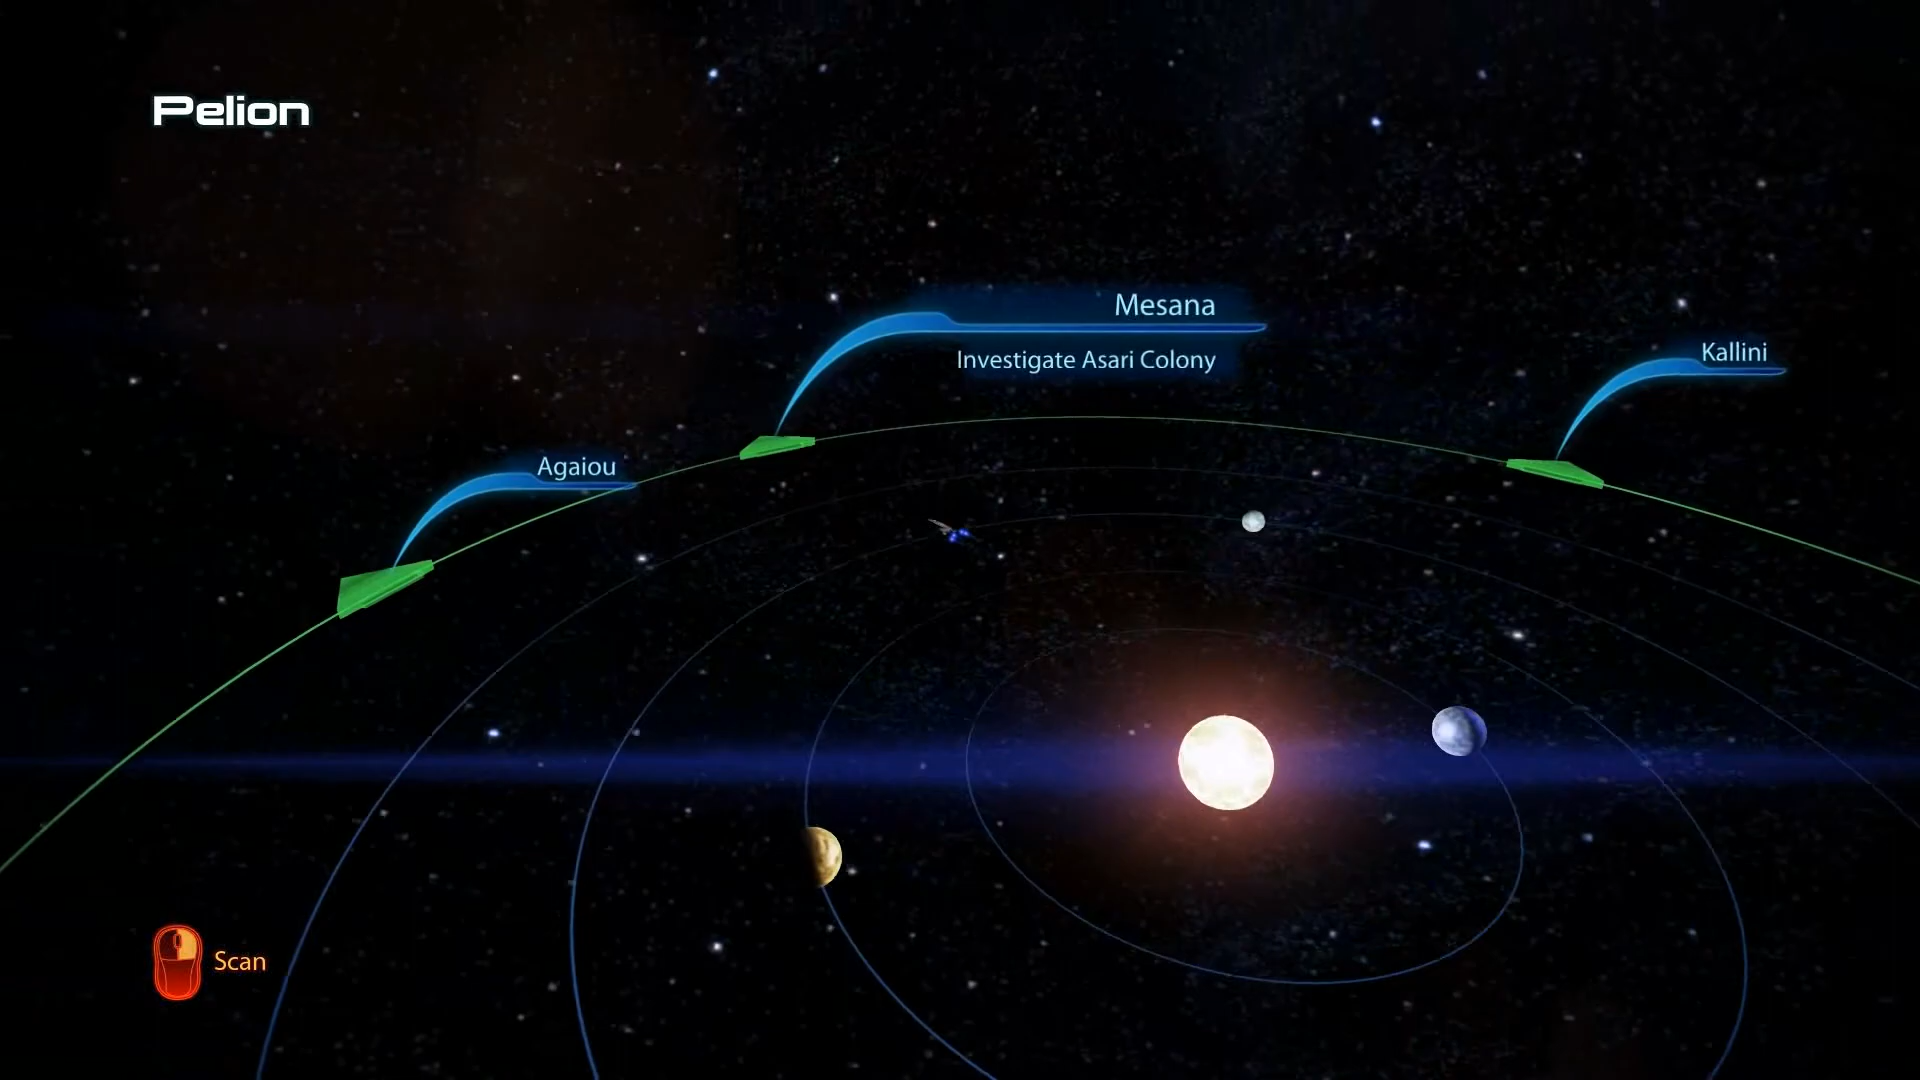 Pelion
Mesana
Investigate Asari Colony
Kallini
Agaiou
Scan